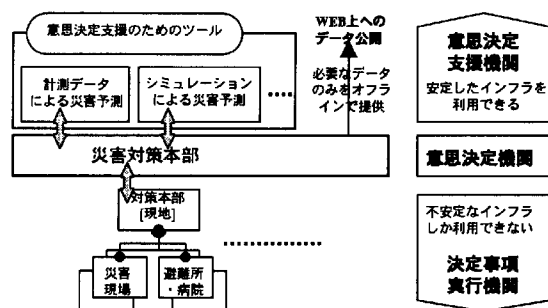 意思決定支援のためのツール
計測データ
による災害予測
シミュレーション
による災害予測
WEB上への
データ公開
必要なデータ
のみをオフラ
インで提供
意思決定
支援機関
安定したインフラを
利用できる
災害対策本部
意思決定機関
対策本部
[現地]
不安定なインフラ
しか利用できない
災害
現場
避難所
・病院
決定事項
実行機関